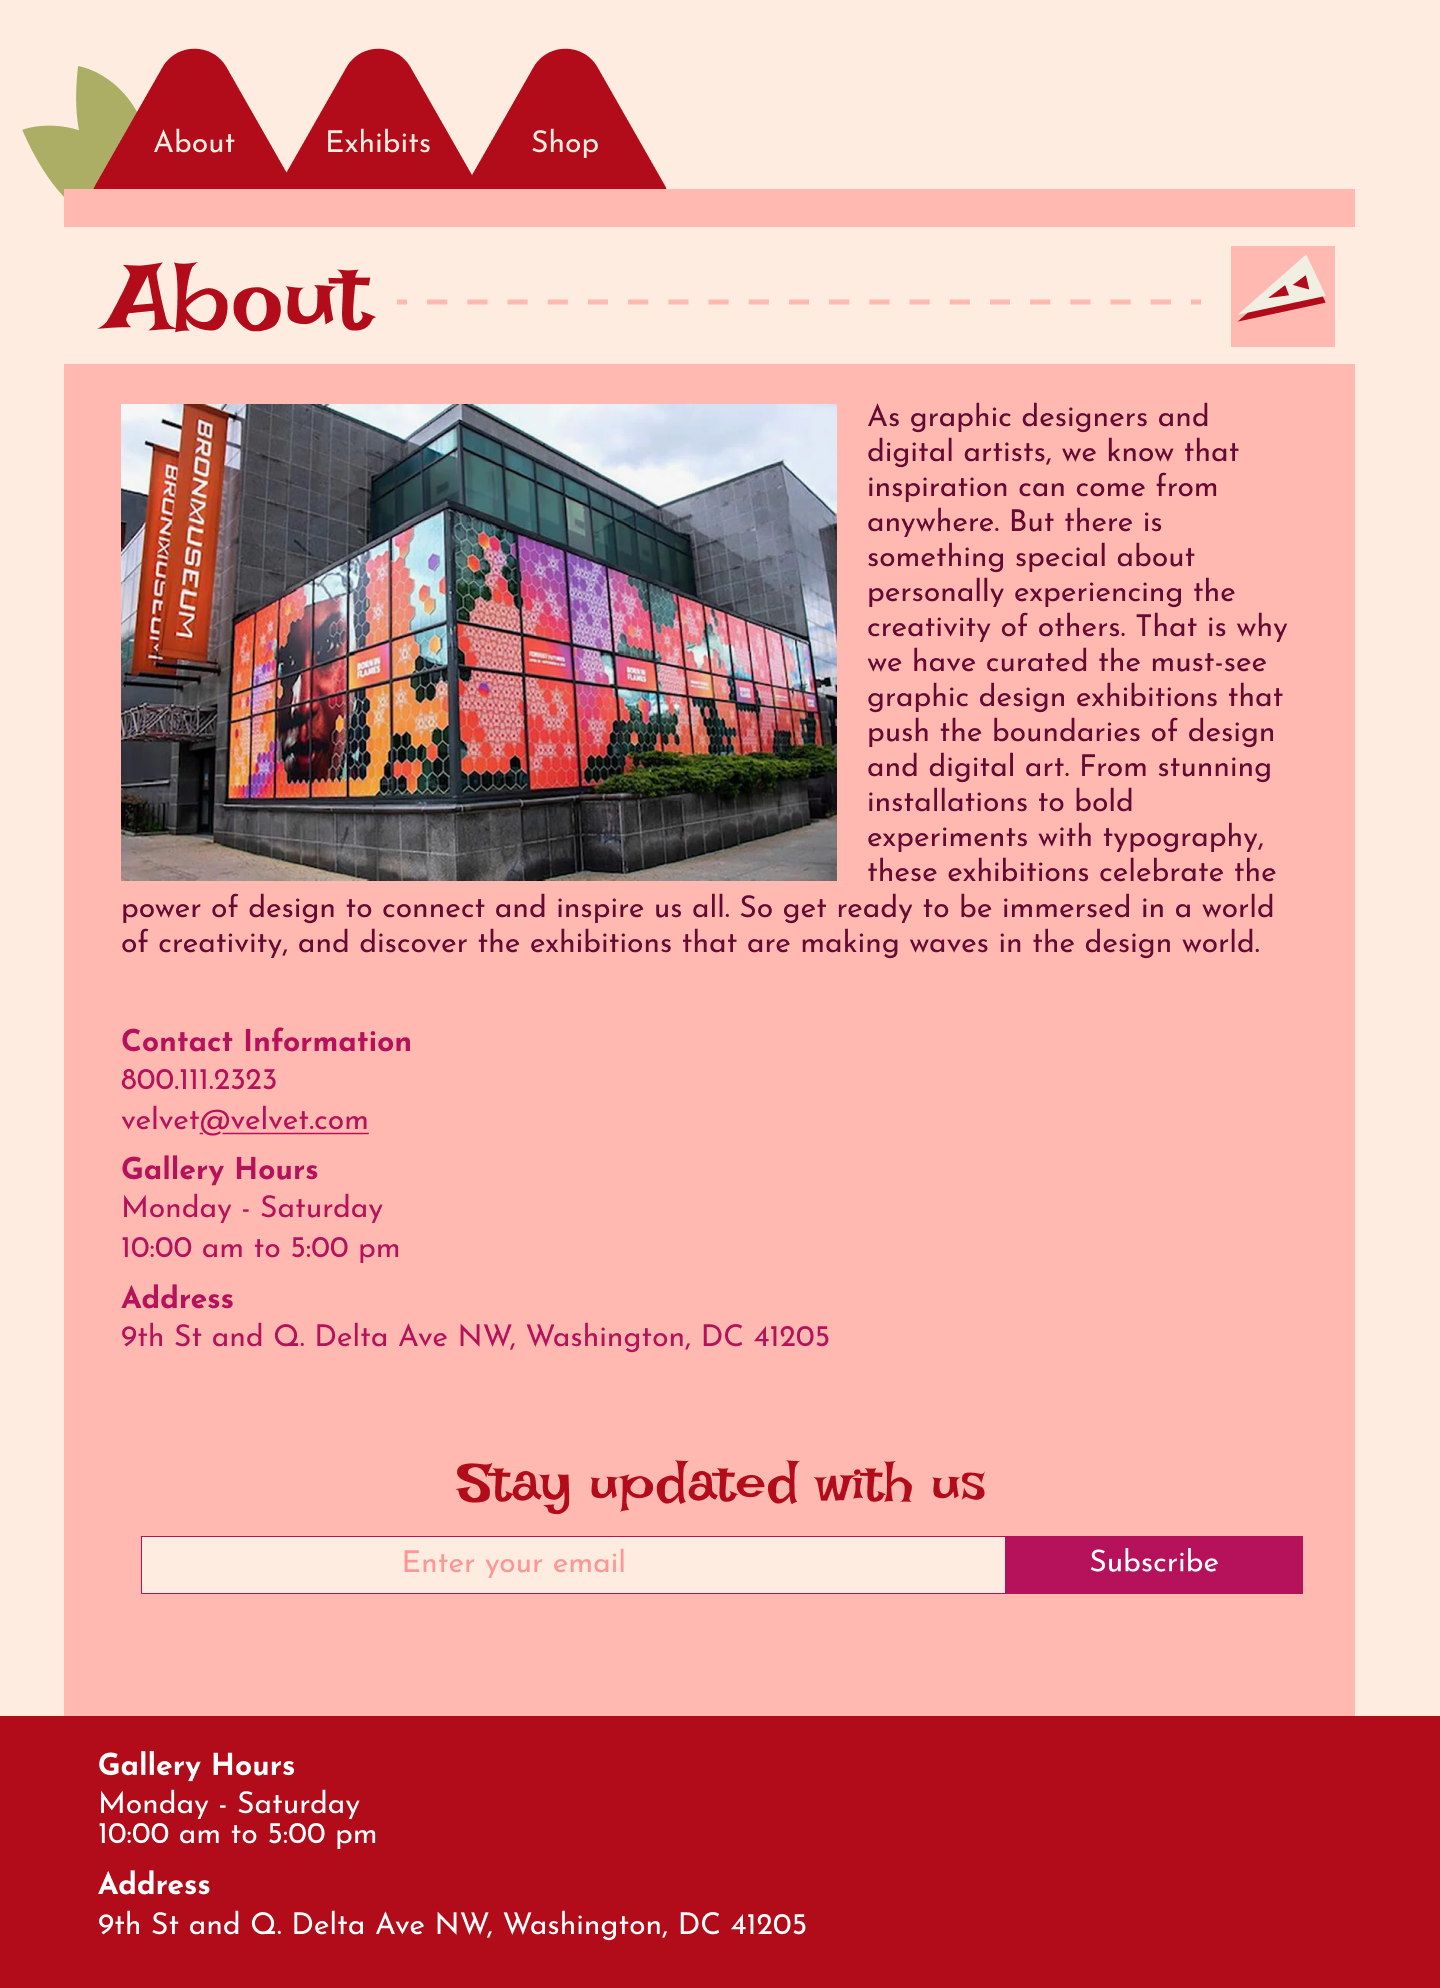 About
Exhibits
Shop
About
BRONXMUSEUM
BRONXMUSEUM
BORN IN
FLAMES
BORN IN
FLAMES
As graphic designers and
digital artists, we know that
inspiration can come from
anywhere. But there is
something special about
personally experiencing the
creativity of others. That is why
we have curated the must-see
graphic design exhibitions that
push the boundaries of design
and digital art. From stunning
installations to bold
experiments with typography,
these exhibitions celebrate the
power of design to connect and inspire us all. So get ready to be immersed in a world
of creativity, and discover the exhibitions that are making waves in the design world.
Contact Information
800.111.2323
velvet@velvet.com
Gallery Hours
Monday - Saturday
10:00 am to 5:00 pm
Address
9th St and Q. Delta Ave NW, Washington, DC 41205
Stay updated with us
Enter your email
Subscribe
Gallery Hours
Monday - Saturday
10:00 am to 5:00 pm
Address
9th St and Q. Delta Ave NW, Washington, DC 41205